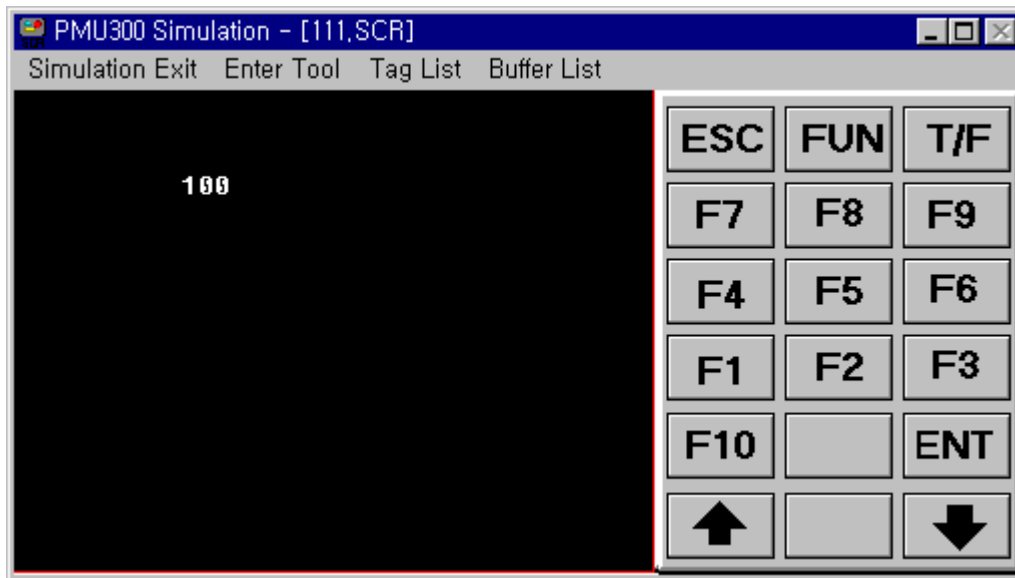 PMU300 Simulation - [111,SCR]
Simulation Exit Enter Tool Tag List Buffer List
100
ESC FUN T/F
F7 F8 F9
F4 F5 F6
F1 F2 F3
F10 ENT